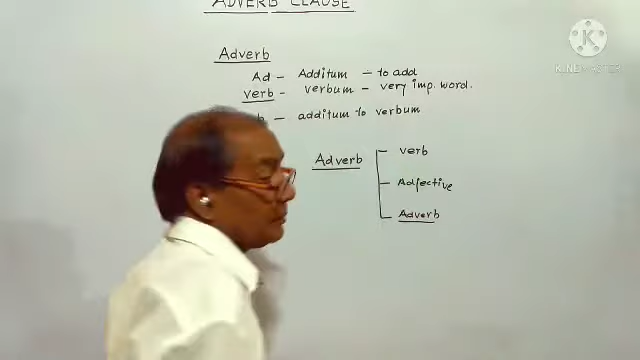 ADVERB CLAUSE
Adverb
Ad - Additum - to add
verb - verbum - very imp. word.
b - additum to verbum
Adverb
verb
Adjective
Adverb
K
KINEMASTER